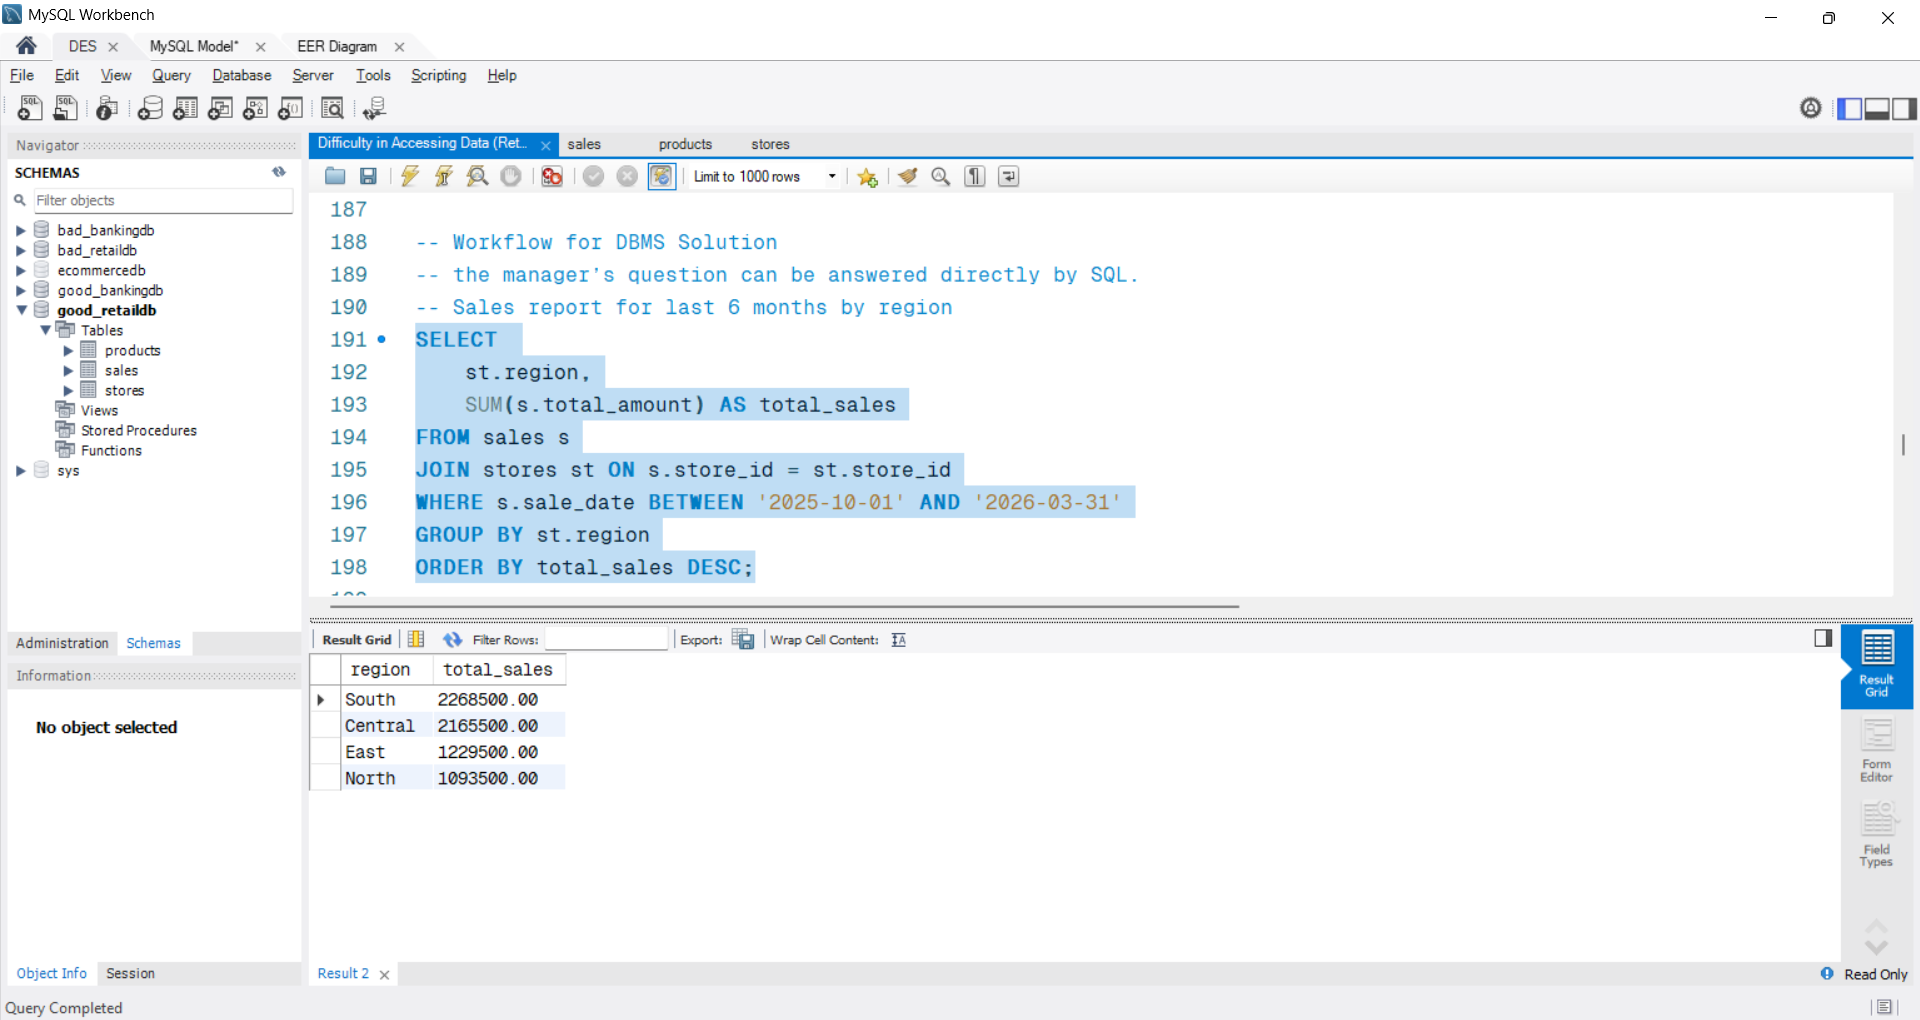 MySQL Workbench
DES
MySQL Model*
EER Diagram
File Edit View Query Database Server Tools Scripting Help
Navigator
SCHEMAS
Filter objects
bad_bankingdb
bad_retaildb
ecommercedb
good_bankingdb
good_retaildb
Tables
products
sales
stores
Views
Stored Procedures
Functions
sys
Administration Schemas
Information
No object selected
Object Info Session
Difficulty in Accessing Data (Ret... sales products stores
Limit to 1000 rows
187
188 -- Workflow for DBMS Solution
189 -- the manager's question can be answered directly by SQL.
190 -- Sales report for last 6 months by region
191 SELECT
192 st.region,
193 SUM(s.total_amount) AS total_sales
194 FROM sales s
195 JOIN stores st ON s.store_id = st.store_id
196 WHERE s.sale_date BETWEEN '2025-10-01' AND '2026-03-31'
197 GROUP BY st.region
198 ORDER BY total_sales DESC;
Result Grid Filter Rows: Export: Wrap Cell Content:
region total_sales
South 2268500.00
Central 2165500.00
East 1229500.00
North 1093500.00
Result
Grid
Form
Editor
Field
Types
Result 2
Read Only
Query Completed